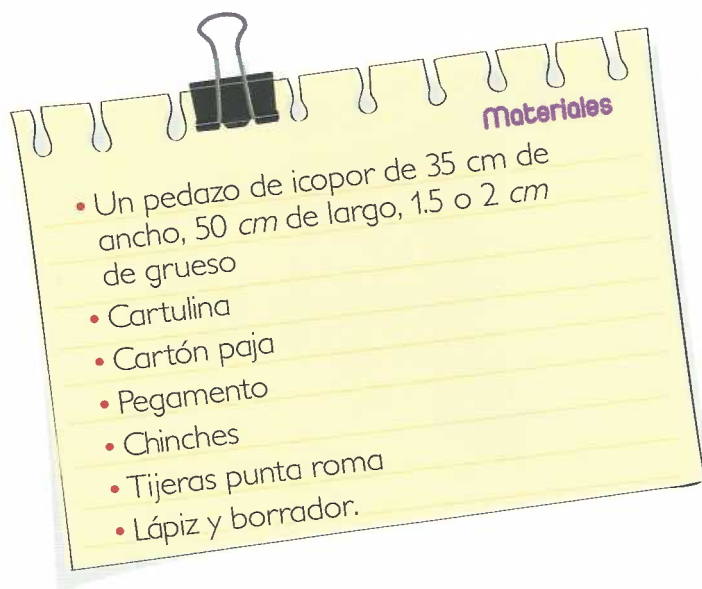 Materiales
• Un pedazo de icopor de 35 cm de
ancho, 50 cm de largo, 1.5 o 2 cm
de grueso
• Cartulina
• Cartón paja
• Pegamento
• Chinches
• Tijeras punta roma
• Lápiz y borrador.